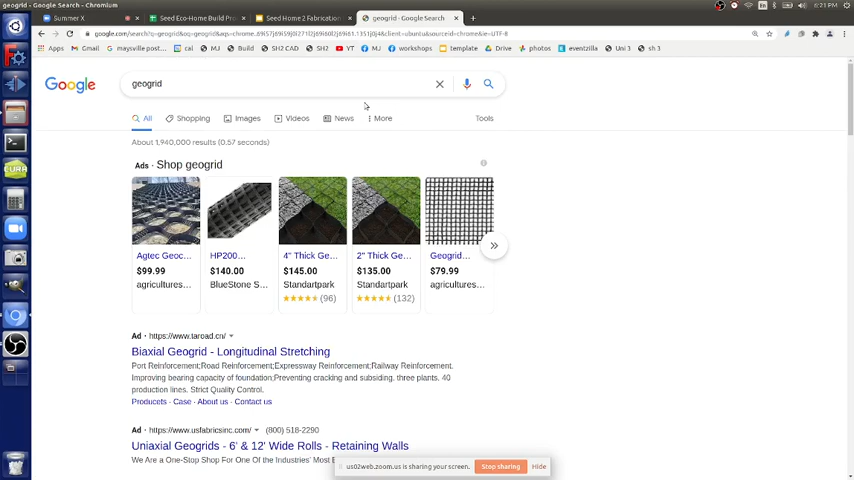 geogrid - Google Search - Chromium
En
9:21 PM
Summer X
Seed Eco-Home Build Pro
Seed Home 2 Fabrication
geogrid - Google Search
google.com/search?q=geogrid&oq=geogrid&aqs=chrome
&client=ubuntu&sourceid=chrome&ie=UTF-8
Apps
Gmail
maysville post...
cal
MJ
Build
SH2 CAD
SH2
YT
MJ
workshops
template
Drive
photos
eventzilla
Uni 3
sh 3
Google
geogrid
All
Shopping
Images
Videos
News
More
Tools
About 1,940,000 results (0.57 seconds)
Ads · Shop geogrid
Agtec Geoc...
$99.99
agricultures...
HP200...
$140.00
BlueStone S...
4" Thick Ge...
$145.00
Standartpark
(96)
2" Thick Ge...
$135.00
Standartpark
(132)
Geogrid...
$79.99
agricultures...
Ad · https://www.taroad.cn/
Biaxial Geogrid - Longitudinal Stretching
Port Reinforcement;Road Reinforcement;Expressway Reinforcement;Railway Reinforcement.
Improving bearing capacity of foundation;Preventing cracking and subsiding. three plants. 40
production lines. Strict Quality Control.
Producets · Case · About us · Contact us
Ad · https://www.usfabricsinc.com/ (800) 518-2290
Uniaxial Geogrids - 6' & 12' Wide Rolls - Retaining Walls
We Are a One-Stop Shop For One Of the Industries' Most
us02web.zoom.us is sharing your screen.
Stop sharing
Hide
CURA